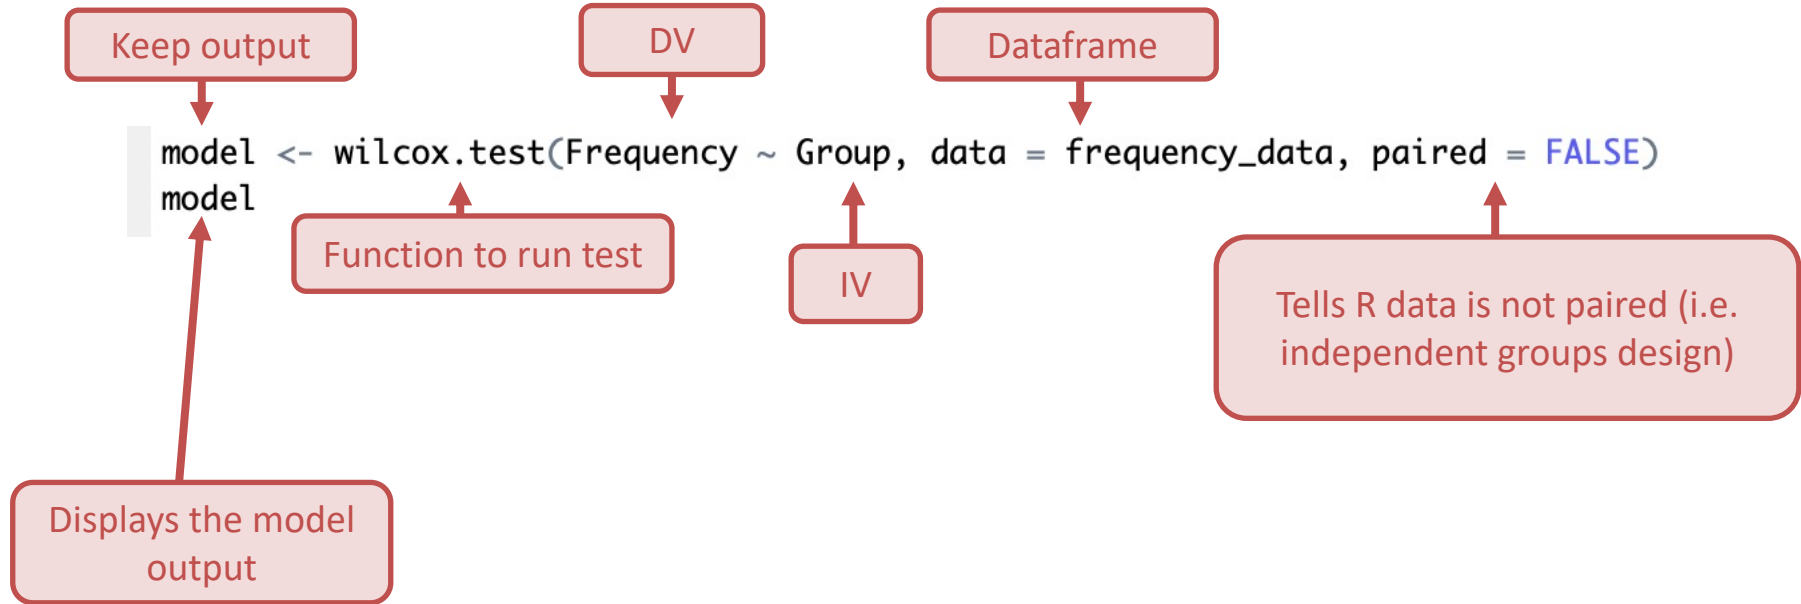 Keep output
DV
Dataframe
model <- wilcox.test(Frequency ~ Group, data = frequency_data, paired = FALSE)
model
Function to run test
IV
Tells R data is not paired (i.e.
independent groups design)
Displays the model
output